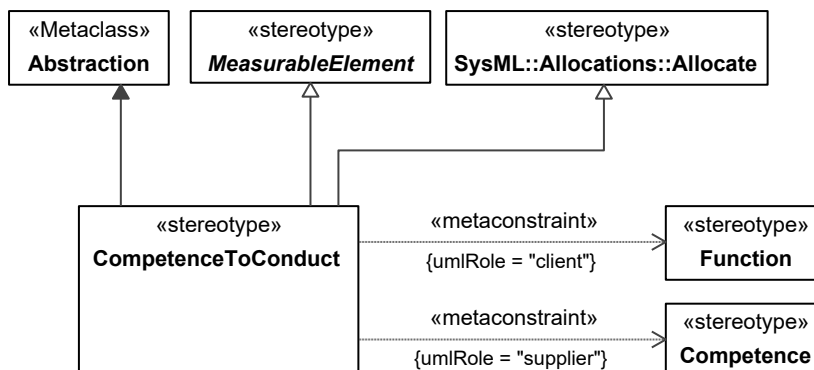 «Metaclass»
Abstraction
«stereotype»
MeasurableElement
«stereotype»
SysML::Allocations::Allocate
«stereotype»
CompetenceToConduct
«metaconstraint»
{umlRole = "client"}
«stereotype»
Function
«metaconstraint»
{umlRole = "supplier"}
«stereotype»
Competence